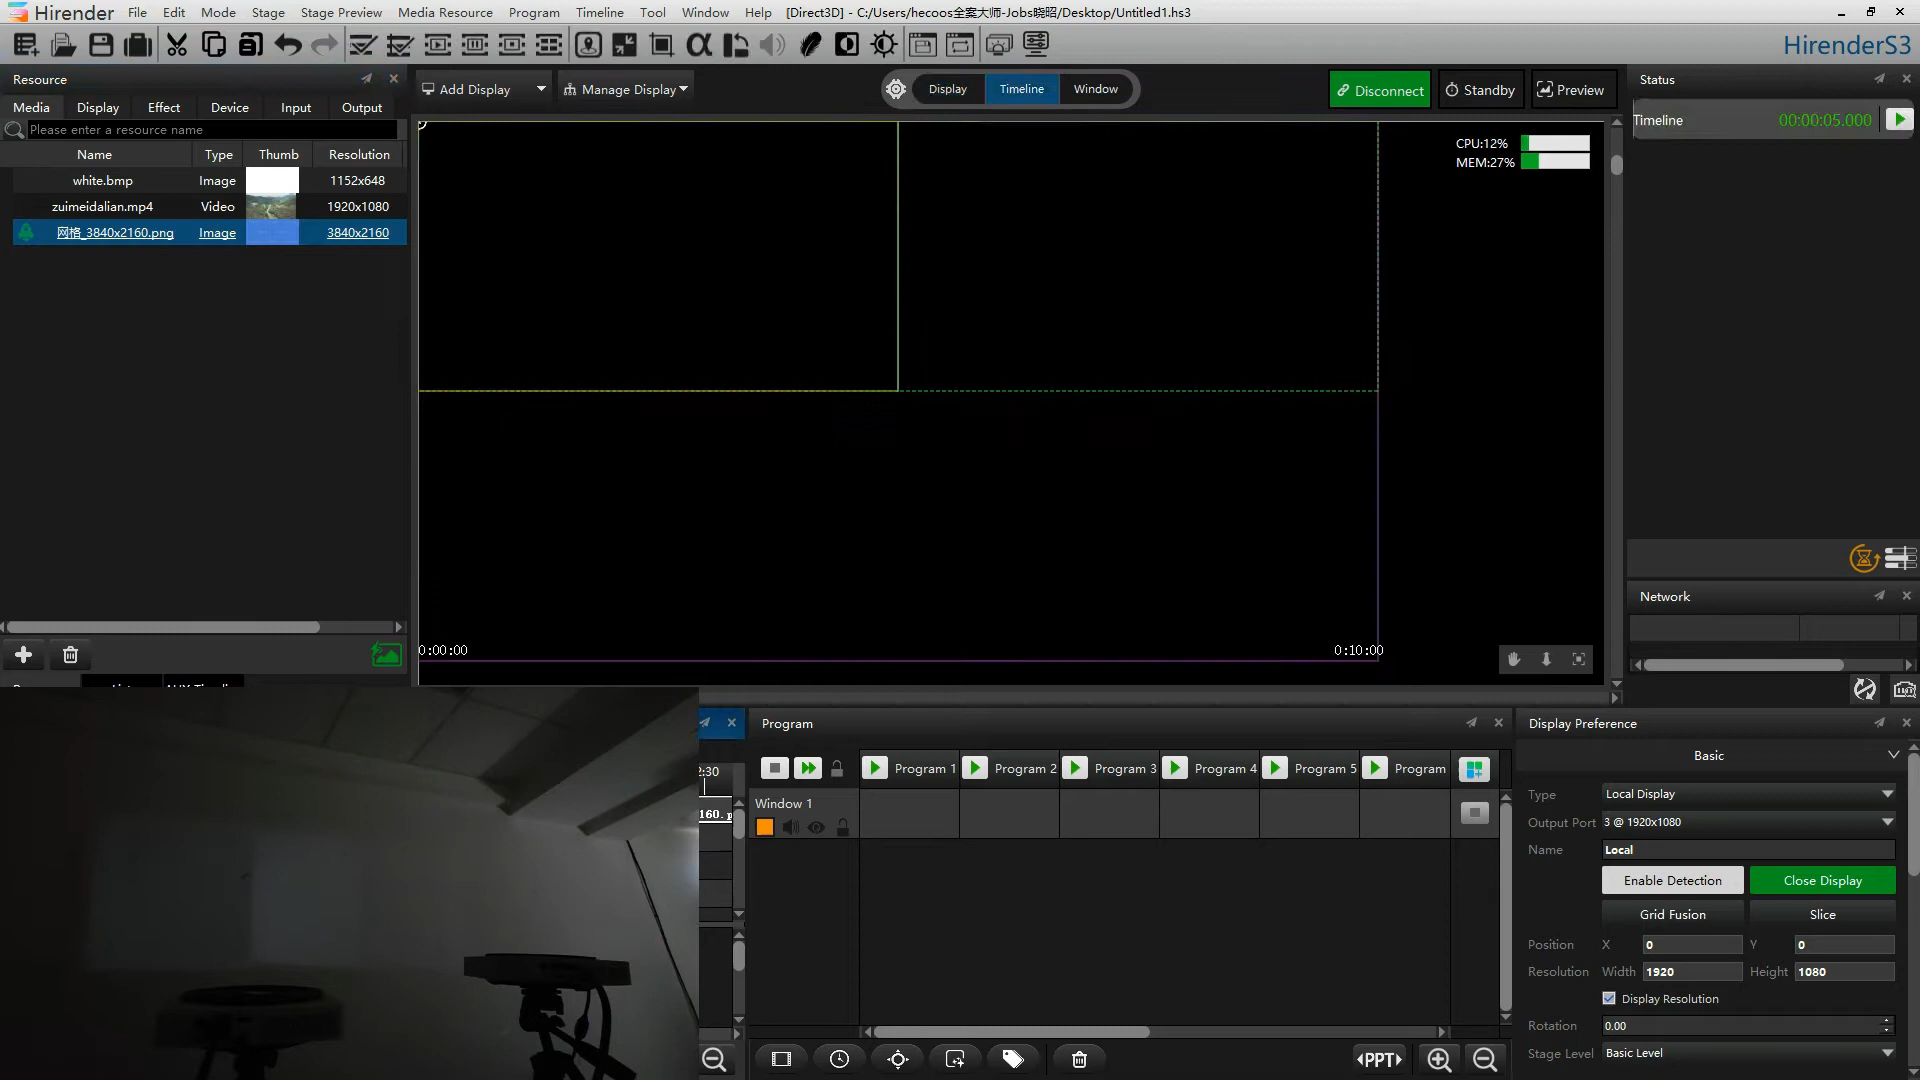 Hirender File Edit Mode Stage Stage Preview Media Resource Program Timeline Tool Window Help [Direct3D] - C:/Users/hecoos全案大师-Jobs晓昭/Desktop/Untitled1.hs3
HirenderS3
Resource
Media Display Effect Device Input Output
Please enter a resource name
Name Type Thumb Resolution
white.bmp Image 1152x648
zuimeidalian.mp4 Video 1920x1080
网格_3840x2160.png Image 3840x2160
Add Display Manage Display
Display Timeline Window
Disconnect Standby Preview
CPU:12%
MEM:27%
0:00:00 0:10:00
Status
Timeline 00:00:05.000
Network
2:30
160.p
Program
Program 1 Program 2 Program 3 Program 4 Program 5 Program
Window 1
PPT
Display Preference
Basic
Type Local Display
Output Port 3 @ 1920x1080
Name Local
Enable Detection Close Display
Grid Fusion Slice
Position X 0 Y 0
Resolution Width 1920 Height 1080
Display Resolution
Rotation 0.00
Stage Level Basic Level